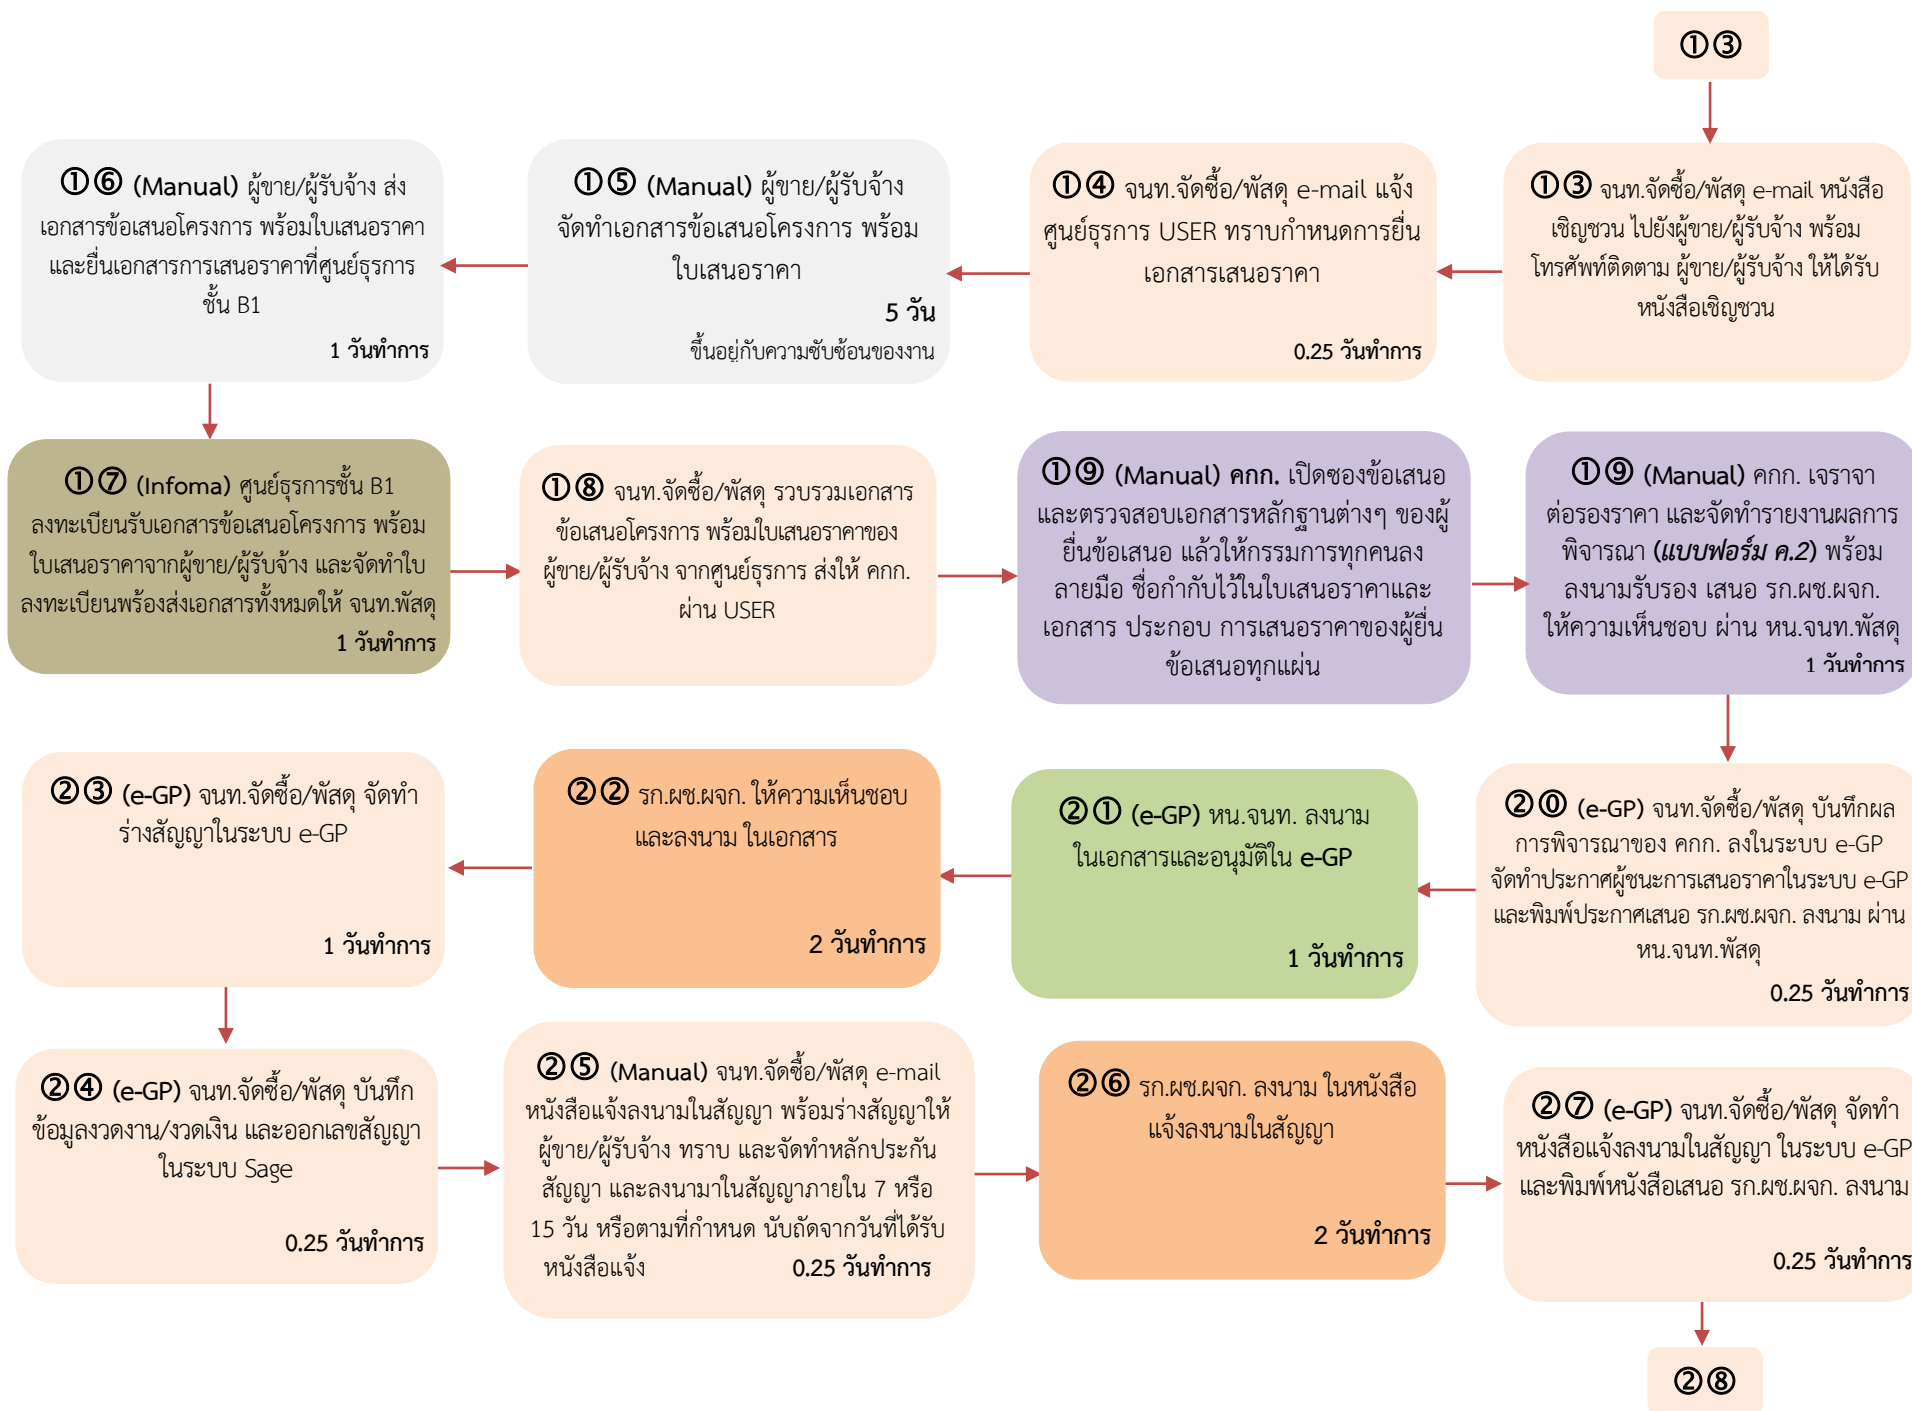 ①③
①③ จนท.จัดซื้อ/พัสดุ e-mail หนังสือ
เชิญชวน ไปยังผู้ขาย/ผู้รับจ้าง พร้อม
โทรศัพท์ติดตาม ผู้ขาย/ผู้รับจ้าง ให้ได้รับ
หนังสือเชิญชวน
①④ จนท.จัดซื้อ/พัสดุ e-mail แจ้ง
ศูนย์ธุรการ USER ทราบกำหนดการยื่น
เอกสารเสนอราคา
0.25 วันทำการ
①⑤ (Manual) ผู้ขาย/ผู้รับจ้าง
จัดทำเอกสารข้อเสนอโครงการ พร้อม
ใบเสนอราคา
5 วัน
ขึ้นอยู่กับความซับซ้อนของงาน
①⑥ (Manual) ผู้ขาย/ผู้รับจ้าง ส่ง
เอกสารข้อเสนอโครงการ พร้อมใบเสนอราคา
และยื่นเอกสารการเสนอราคาที่ศูนย์ธุรการ
ชั้น B1
1 วันทำการ
①⑦ (Infoma) ศูนย์ธุรการชั้น B1
ลงทะเบียนรับเอกสารข้อเสนอโครงการ พร้อม
ใบเสนอราคาจากผู้ขาย/ผู้รับจ้าง และจัดทำใบ
ลงทะเบียนพร้องส่งเอกสารทั้งหมดให้ จนท.พัสดุ
1 วันทำการ
①⑧ จนท.จัดซื้อ/พัสดุ รวบรวมเอกสาร
ข้อเสนอโครงการ พร้อมใบเสนอราคาของ
ผู้ขาย/ผู้รับจ้าง จากศูนย์ธุรการ ส่งให้ คกก.
ผ่าน USER
①⑨ (Manual) คกก. เปิดซองข้อเสนอ
และตรวจสอบเอกสารหลักฐานต่างๆ ของผู้
ยื่นข้อเสนอ แล้วให้กรรมการทุกคนลง
ลายมือ ชื่อกำกับไว้ในใบเสนอราคาและ
เอกสาร ประกอบ การเสนอราคาของผู้ยื่น
ข้อเสนอทุกแผ่น
①⑨ (Manual) คกก. เจราจา
ต่อรองราคา และจัดทำรายงานผลการ
พิจารณา (แบบฟอร์ม ค.2) พร้อม
ลงนามรับรอง เสนอ รก.ผช.ผจก.
ให้ความเห็นชอบ ผ่าน หน.จนท.พัสดุ
1 วันทำการ
②⓪ (e-GP) จนท.จัดซื้อ/พัสดุ บันทึกผล
การพิจารณาของ คกก. ลงในระบบ e-GP
จัดทำประกาศผู้ชนะการเสนอราคาในระบบ e-GP
และพิมพ์ประกาศเสนอ รก.ผช.ผจก. ลงนาม ผ่าน
หน.จนท.พัสดุ
0.25 วันทำการ
②① (e-GP) หน.จนท. ลงนาม
ในเอกสารและอนุมัติใน e-GP
1 วันทำการ
②② รก.ผช.ผจก. ให้ความเห็นชอบ
และลงนาม ในเอกสาร
2 วันทำการ
②③ (e-GP) จนท.จัดซื้อ/พัสดุ จัดทำ
ร่างสัญญาในระบบ e-GP
1 วันทำการ
②④ (e-GP) จนท.จัดซื้อ/พัสดุ บันทึก
ข้อมูลงวดงาน/งวดเงิน และออกเลขสัญญา
ในระบบ Sage
0.25 วันทำการ
②⑤ (Manual) จนท.จัดซื้อ/พัสดุ e-mail
หนังสือแจ้งลงนามในสัญญา พร้อมร่างสัญญาให้
ผู้ขาย/ผู้รับจ้าง ทราบ และจัดทำหลักประกัน
สัญญา และลงนามาในสัญญาภายใน 7 หรือ
15 วัน หรือตามที่กำหนด นับถัดจากวันที่ได้รับ
หนังสือแจ้ง 0.25 วันทำการ
②⑥ รก.ผช.ผจก. ลงนาม ในหนังสือ
แจ้งลงนามในสัญญา
2 วันทำการ
②⑦ (e-GP) จนท.จัดซื้อ/พัสดุ จัดทำ
หนังสือแจ้งลงนามในสัญญา ในระบบ e-GP
และพิมพ์หนังสือเสนอ รก.ผช.ผจก. ลงนาม
0.25 วันทำการ
②⑧